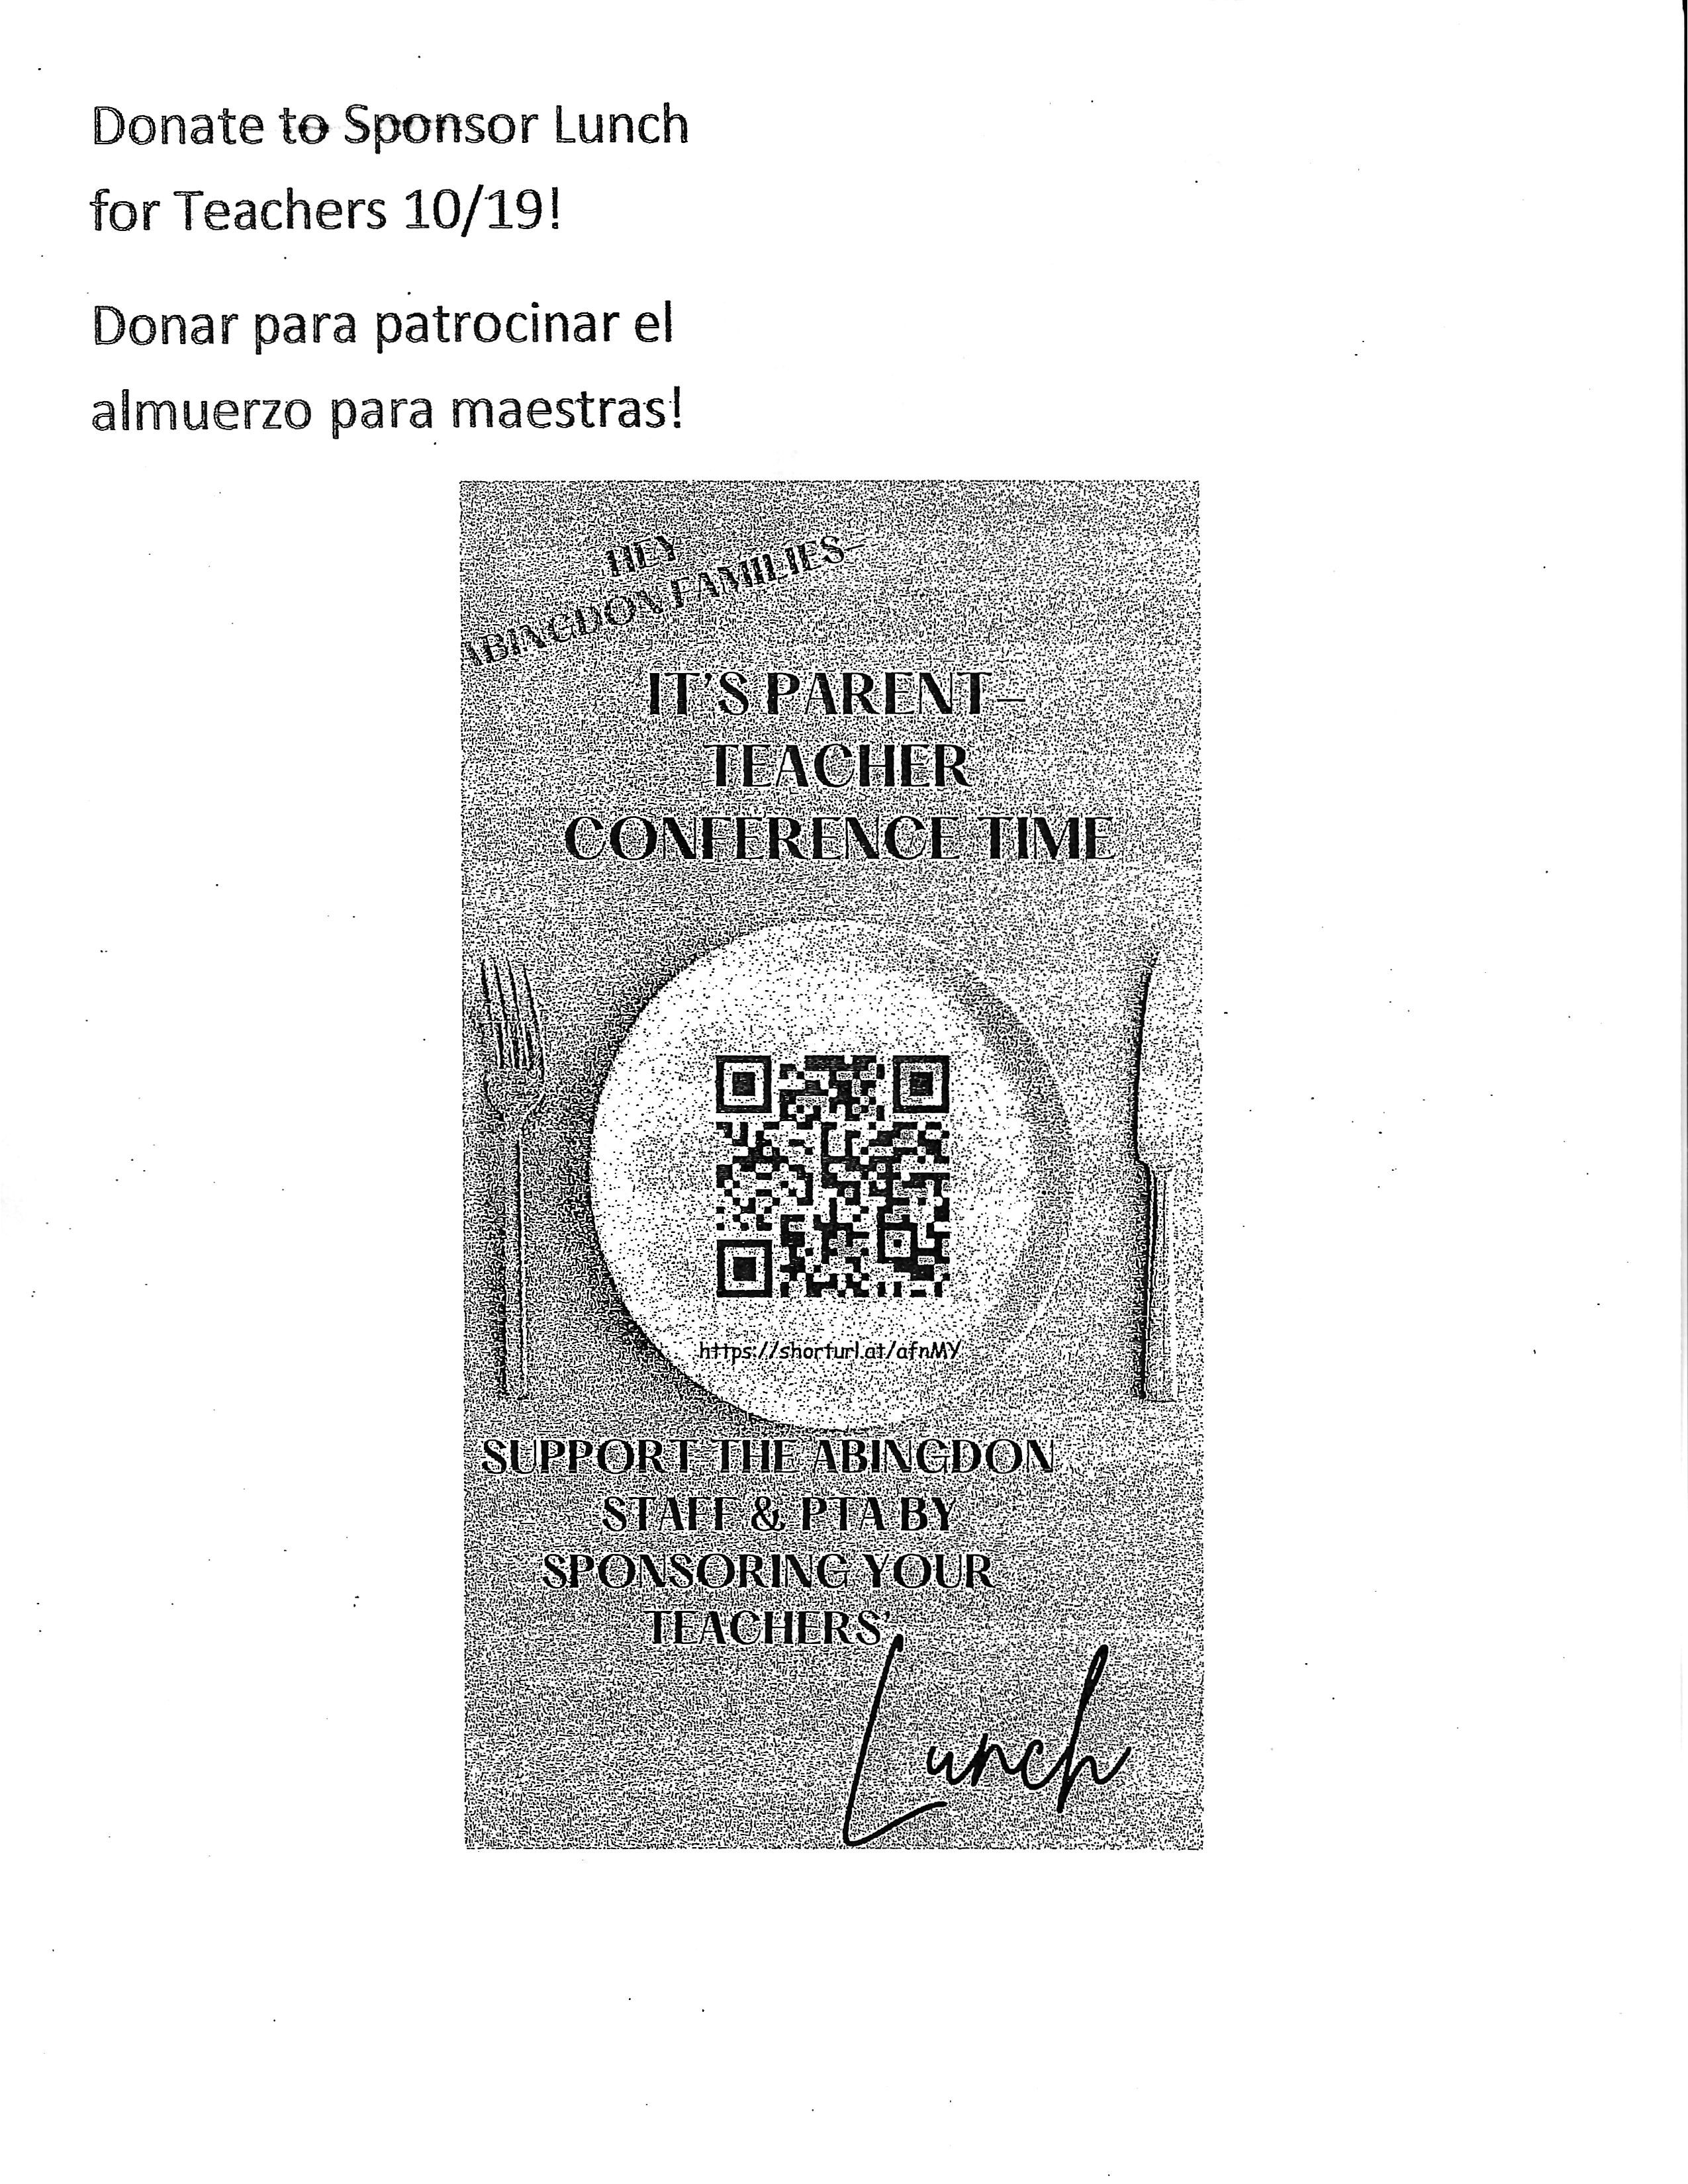 Donate to Sponsor Lunch
for Teachers 10/19!
Donar para patrocinar el
almuerzo para maestras!
HEY
ABINGDON FAMILIES–
IT'S PARENT–
TEACHER
CONFERENCE TIME
https://shorturl.at/afnMY
SUPPORT THE ABINGDON
STAFF & PTA BY
SPONSORING YOUR
TEACHERS'
Lunch